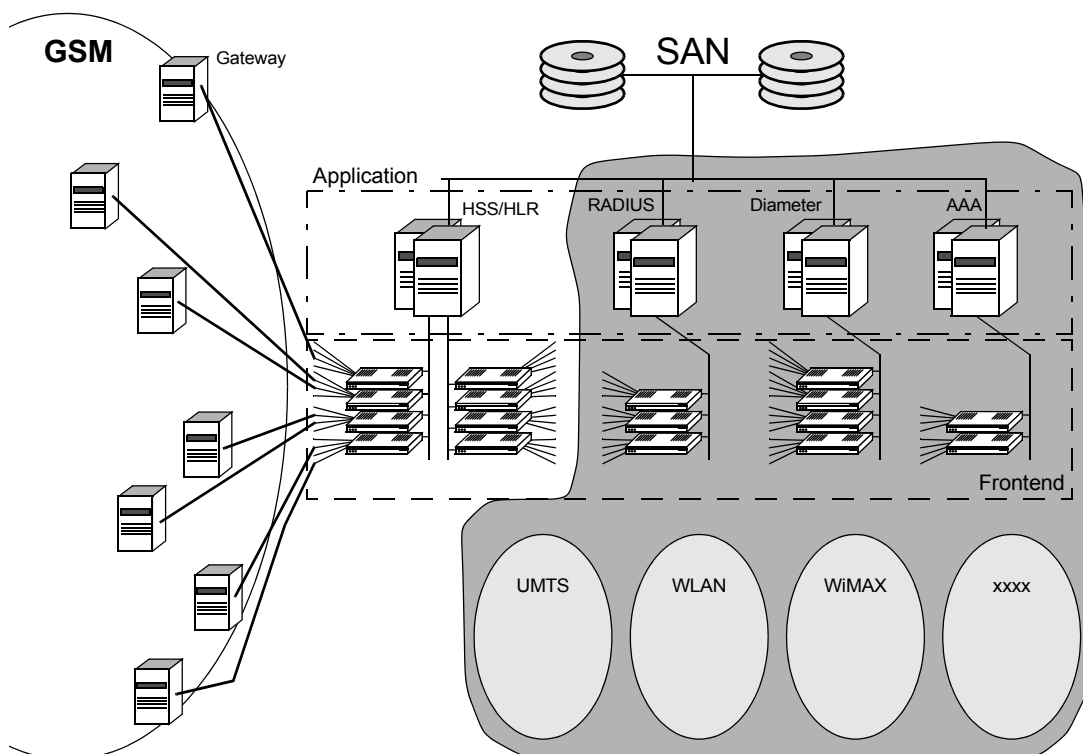 GSM
Gateway
SAN
Application
HSS/HLR
RADIUS
Diameter
AAA
Frontend
UMTS
WLAN
WiMAX
xxxx